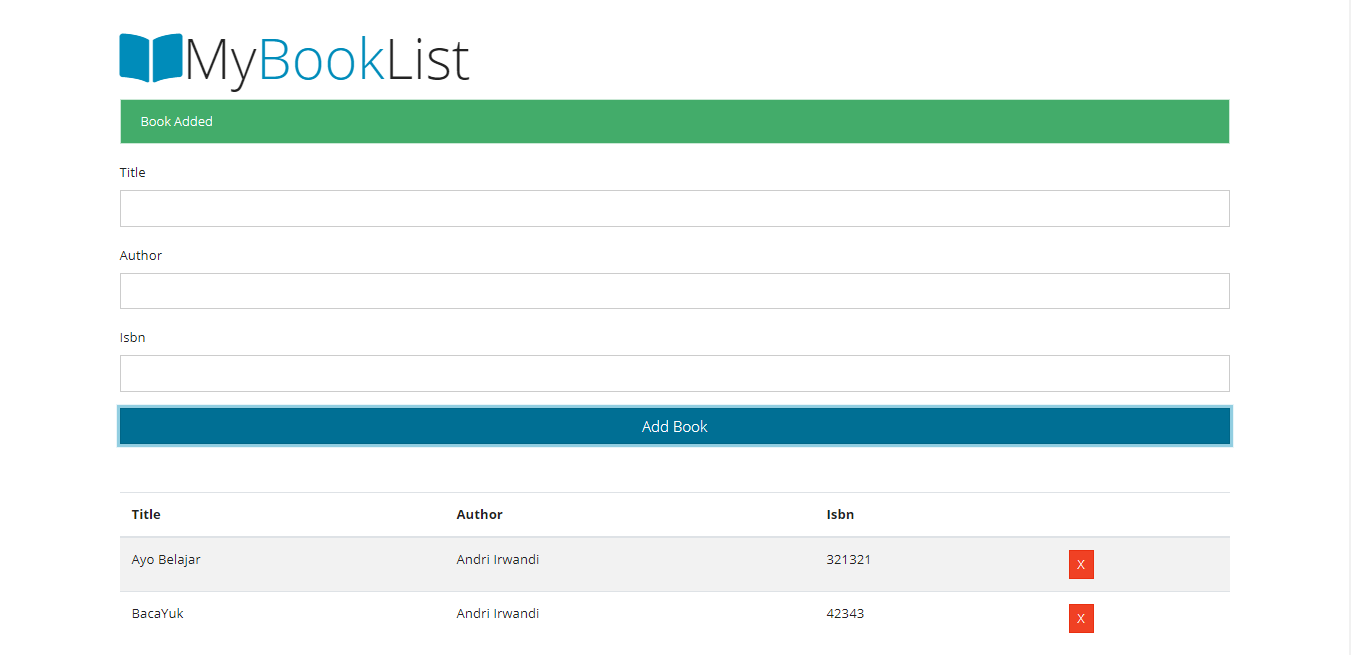 MyBookList
Book Added
Title
Author
Isbn
Add Book
Title Author Isbn
Ayo Belajar Andri Irwandi 321321 X
BacaYuk Andri Irwandi 42343 X